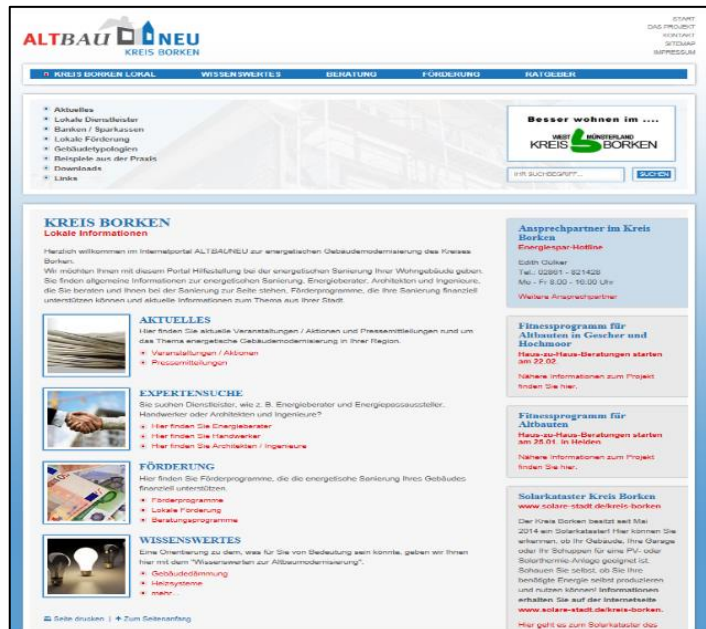 ALTBAU NEU
KREIS BORKEN
START
DAS PROJEKT
KONTAKT
SITEMAP
IMPRESSUM
KREIS BORKEN LOKAL WISSENSWERTES BERATUNG FÖRDERUNG RATGEBER
Aktuelles
Lokale Dienstleister
Banken / Sparkassen
Lokale Förderung
Gebäudetypologien
Beispiele aus der Praxis
Downloads
Links
Besser wohnen im ....
WEST MÜNSTERLAND
KREIS BORKEN
IHR SUCHBEGRIFF... SUCHEN
KREIS BORKEN
Lokale Informationen
Herzlich willkommen im Internetportal ALTBAUNEU zur energetischen Gebäudemodernisierung des Kreises
Borken.
Wir möchten Ihnen mit diesem Portal Hilfestellung bei der energetischen Sanierung Ihrer Wohngebäude geben.
Sie finden allgemeine Informationen zur energetischen Sanierung, Energieberater, Architekten und Ingenieure,
die Sie beraten und Ihnen bei der Sanierung zur Seite stehen, Förderprogramme, die Ihre Sanierung finanziell
unterstützen können und aktuelle Informationen zum Thema aus Ihrer Stadt.
AKTUELLES
Hier finden Sie aktuelle Veranstaltungen / Aktionen und Pressemitteilungen rund um
das Thema energetische Gebäudemodernisierung in Ihrer Region.
Veranstaltungen / Aktionen
Pressemitteilungen
EXPERTENSUCHE
Sie suchen Dienstleister, wie z. B. Energieberater und Energiepassaussteller,
Handwerker oder Architekten und Ingenieure?
Hier finden Sie Energieberater
Hier finden Sie Handwerker
Hier finden Sie Architekten / Ingenieure
FÖRDERUNG
Hier finden Sie Förderprogramme, die die energetische Sanierung Ihres Gebäudes
finanziell unterstützen.
Förderprogramme
Lokale Förderung
Beratungsprogramme
WISSENSWERTES
Eine Orientierung zu dem, was für Sie von Bedeutung sein könnte, geben wir Ihnen
hier mit dem "Wissenswerten zur Altbaumodernisierung".
Gebäudedämmung
Heizsysteme
mehr...
Seite drucken | Zum Seitenanfang
Ansprechpartner im Kreis
Borken
Energiespar-Hotline
Edith Gülker
Tel.: 02861 - 821428
Mo - Fr 8.00 - 16.00 Uhr
Weitere Ansprechpartner
Fitnessprogramm für
Altbauten in Gescher und
Hochmoor
Haus-zu-Haus-Beratungen starten
am 22.02.
Nähere Informationen zum Projekt
finden Sie hier.
Fitnessprogramm für
Altbauten
Haus-zu-Haus-Beratungen starten
am 25.01. in Heiden
Nähere Informationen zum Projekt
finden Sie hier.
Solarkataster Kreis Borken
www.solare-stadt.de/kreis-borken
Der Kreis Borken besitzt seit Mai
2014 ein Solarkataster! Hier können Sie
erkennen, ob Ihr Gebäude, Ihre Garage
oder Ihr Schuppen für eine PV- oder
Solarthermie-Anlage geeignet ist.
Schauen Sie selbst, ob Sie Ihre
benötigte Energie selbst produzieren
und nutzen können! Informationen
erhalten Sie auf der Internetseite
www.solare-stadt.de/kreis-borken.
Hier geht es zum Solarkataster des